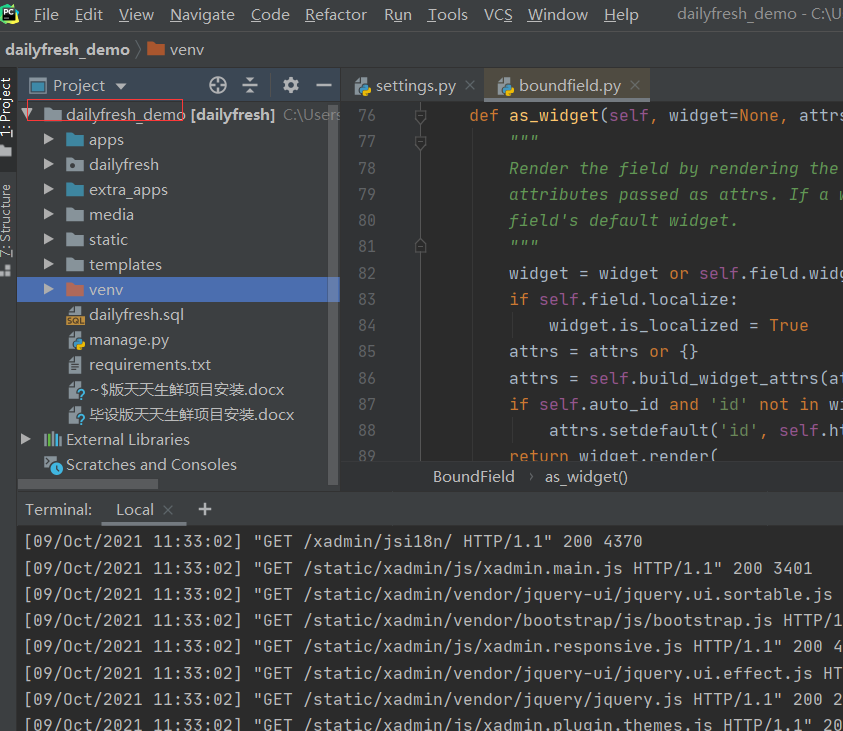 PC File Edit View Navigate Code Refactor Run Tools VCS Window Help dailyfresh_demo - C:\U
dailyfresh_demo venv
Project settings.py boundfield.py
1: Project
7: Structure
dailyfresh_demo [dailyfresh] C:\Users
apps
dailyfresh
extra_apps
media
static
templates
venv
SQL dailyfresh.sql
manage.py
requirements.txt
~$版天天生鲜项目安装.docx
毕设版天天生鲜项目安装.docx
External Libraries
Scratches and Consoles
76 def as_widget(self, widget=None, attrs
77 """
78 Render the field by rendering the
79 attributes passed as attrs. If a
80 field's default widget.
81 """
82 widget = widget or self.field.widg
83 if self.field.localize:
84 widget.is_localized = True
85 attrs = attrs or {}
86 attrs = self.build_widget_attrs(at
87 if self.auto_id and 'id' not in wi
88 attrs.setdefault('id', self.ht
89 return widget.render(
BoundField as_widget()
Terminal: Local +
[09/Oct/2021 11:33:02] "GET /xadmin/jsi18n/ HTTP/1.1" 200 4370
[09/Oct/2021 11:33:02] "GET /static/xadmin/js/xadmin.main.js HTTP/1.1" 200 3401
[09/Oct/2021 11:33:02] "GET /static/xadmin/vendor/jquery-ui/jquery.ui.sortable.js
[09/Oct/2021 11:33:02] "GET /static/xadmin/vendor/bootstrap/js/bootstrap.js HTTP/1
[09/Oct/2021 11:33:02] "GET /static/xadmin/js/xadmin.responsive.js HTTP/1.1" 200 4
[09/Oct/2021 11:33:02] "GET /static/xadmin/vendor/jquery-ui/jquery.ui.effect.js HT
[09/Oct/2021 11:33:02] "GET /static/xadmin/vendor/jquery/jquery.js HTTP/1.1" 200 2
[09/Oct/2021 11:33:02] "GET /static/xadmin/js/xadmin.plugin.themes.js HTTP/1.1" 20